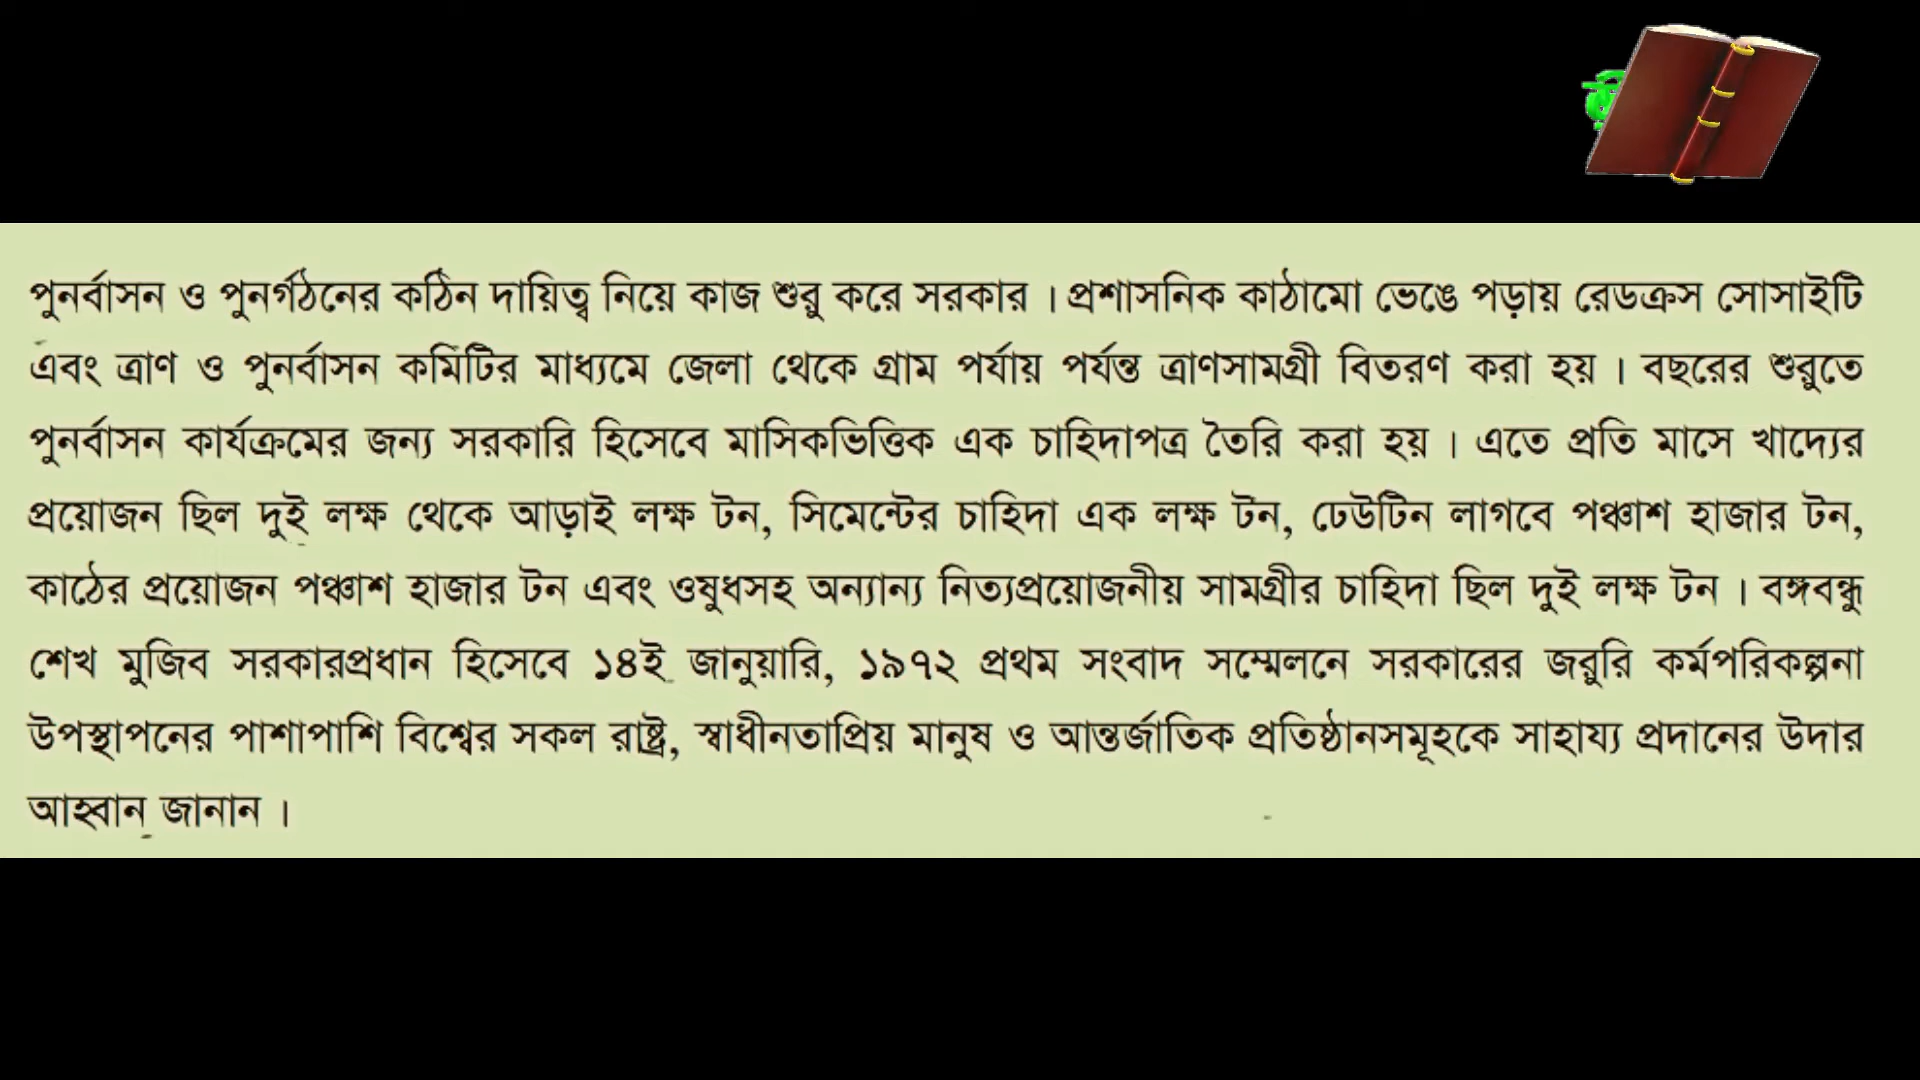 পুনর্বাসন ও পুনর্গঠনের কঠিন দায়িত্ব নিয়ে কাজ শুরু করে সরকার । প্রশাসনিক কাঠামো ভেঙে পড়ায় রেডক্রস সোসাইটি
এবং ত্রাণ ও পুনর্বাসন কমিটির মাধ্যমে জেলা থেকে গ্রাম পর্যায় পর্যন্ত ত্রাণসামগ্রী বিতরণ করা হয় । বছরের শুরুতে
পুনর্বাসন কার্যক্রমের জন্য সরকারি হিসেবে মাসিকভিত্তিক এক চাহিদাপত্র তৈরি করা হয় । এতে প্রতি মাসে খাদ্যের
প্রয়োজন ছিল দুই লক্ষ থেকে আড়াই লক্ষ টন, সিমেন্টের চাহিদা এক লক্ষ টন, ঢেউটিন লাগবে পঞ্চাশ হাজার টন,
কাঠের প্রয়োজন পঞ্চাশ হাজার টন এবং ওষুধসহ অন্যান্য নিত্যপ্রয়োজনীয় সামগ্রীর চাহিদা ছিল দুই লক্ষ টন । বঙ্গবন্ধু
শেখ মুজিব সরকারপ্রধান হিসেবে ১৪ই জানুয়ারি, ১৯৭২ প্রথম সংবাদ সম্মেলনে সরকারের জরুরি কর্মপরিকল্পনা
উপস্থাপনের পাশাপাশি বিশ্বের সকল রাষ্ট্র, স্বাধীনতাপ্রিয় মানুষ ও আন্তর্জাতিক প্রতিষ্ঠানসমূহকে সাহায্য প্রদানের উদার
আহ্বান জানান ।